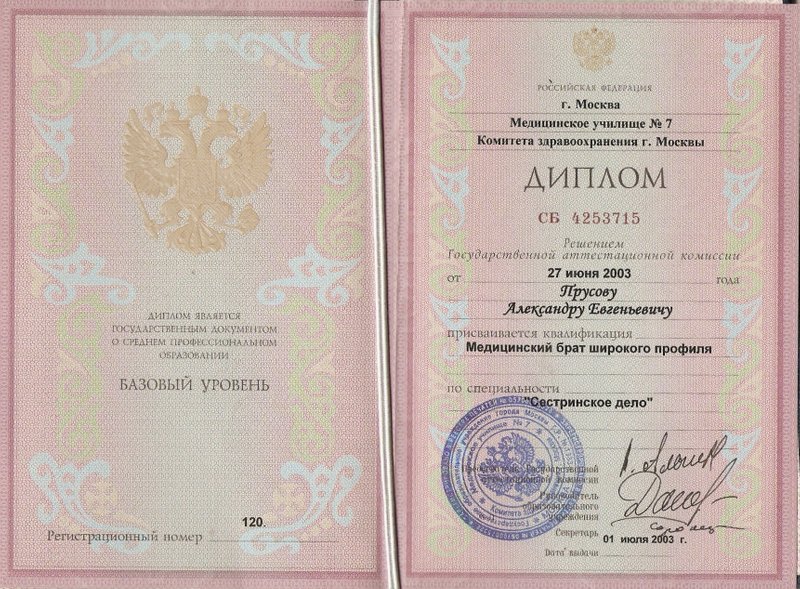 ДИПЛОМ ЯВЛЯЕТСЯ
ГОСУДАРСТВЕННЫМ ДОКУМЕНТОМ
О СРЕДНЕМ ПРОФЕССИОНАЛЬНОМ
ОБРАЗОВАНИИ
БАЗОВЫЙ УРОВЕНЬ
120.
Регистрационный номер
РОССИЙСКАЯ ФЕДЕРАЦИЯ
г. Москва
Медицинское училище № 7
Комитета здравоохранения г. Москвы
ДИПЛОМ
СБ 4253715
Решением
Государственной аттестационной комиссии
от 27 июня 2003 года
Прусову
Александру Евгеньевичу
присваивается квалификация
Медицинский брат широкого профиля
по специальности
"Сестринское дело"
Председатель Государственной
аттестационной комиссии
Руководитель
образовательного
учреждения
Секретарь
01 июля 2003 г.
Дата выдачи